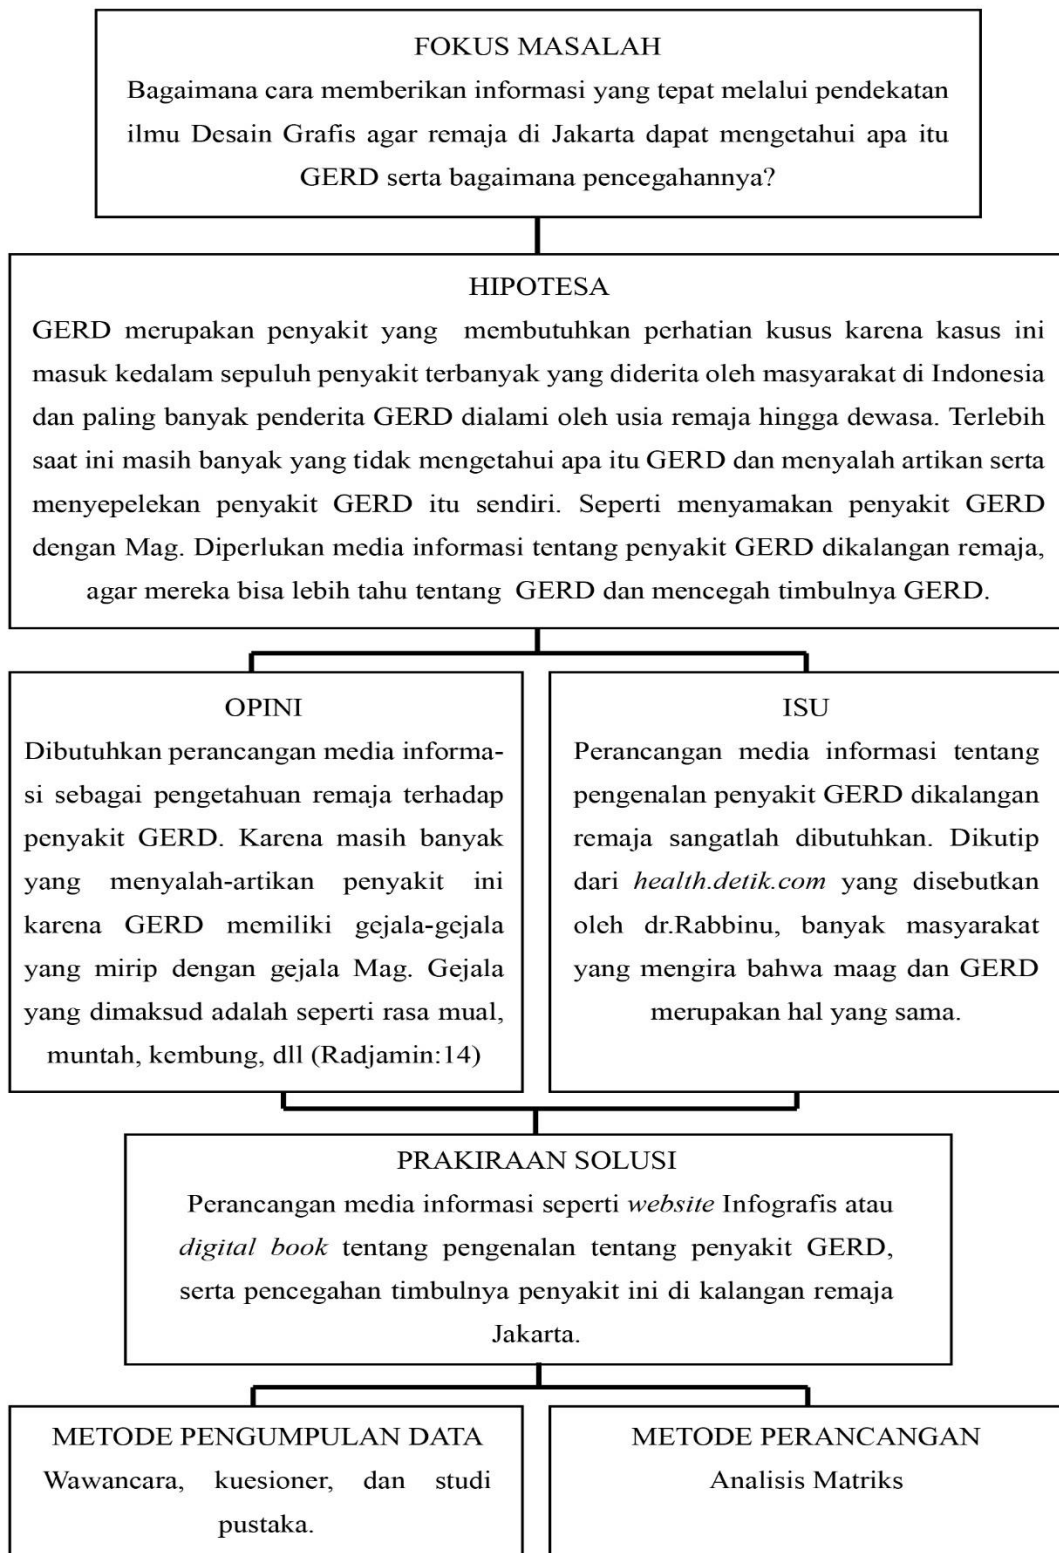 FOKUS MASALAH
Bagaimana cara memberikan informasi yang tepat melalui pendekatan
ilmu Desain Grafis agar remaja di Jakarta dapat mengetahui apa itu
GERD serta bagaimana pencegahannya?
HIPOTESA
GERD merupakan penyakit yang membutuhkan perhatian kusus karena kasus ini
masuk kedalam sepuluh penyakit terbanyak yang diderita oleh masyarakat di Indonesia
dan paling banyak penderita GERD dialami oleh usia remaja hingga dewasa. Terlebih
saat ini masih banyak yang tidak mengetahui apa itu GERD dan menyalah artikan serta
menyepelekan penyakit GERD itu sendiri. Seperti menyamakan penyakit GERD
dengan Mag. Diperlukan media informasi tentang penyakit GERD dikalangan remaja,
agar mereka bisa lebih tahu tentang GERD dan mencegah timbulnya GERD.
OPINI
Dibutuhkan perancangan media informa-
si sebagai pengetahuan remaja terhadap
penyakit GERD. Karena masih banyak
yang menyalah-artikan penyakit ini
karena GERD memiliki gejala-gejala
yang mirip dengan gejala Mag. Gejala
yang dimaksud adalah seperti rasa mual,
muntah, kembung, dll (Radjamin:14)
ISU
Perancangan media informasi tentang
pengenalan penyakit GERD dikalangan
remaja sangatlah dibutuhkan. Dikutip
dari health.detik.com yang disebutkan
oleh dr.Rabbinu, banyak masyarakat
yang mengira bahwa maag dan GERD
merupakan hal yang sama.
PRAKIRAAN SOLUSI
Perancangan media informasi seperti website Infografis atau
digital book tentang pengenalan tentang penyakit GERD,
serta pencegahan timbulnya penyakit ini di kalangan remaja
Jakarta.
METODE PENGUMPULAN DATA
Wawancara, kuesioner, dan studi
pustaka.
METODE PERANCANGAN
Analisis Matriks